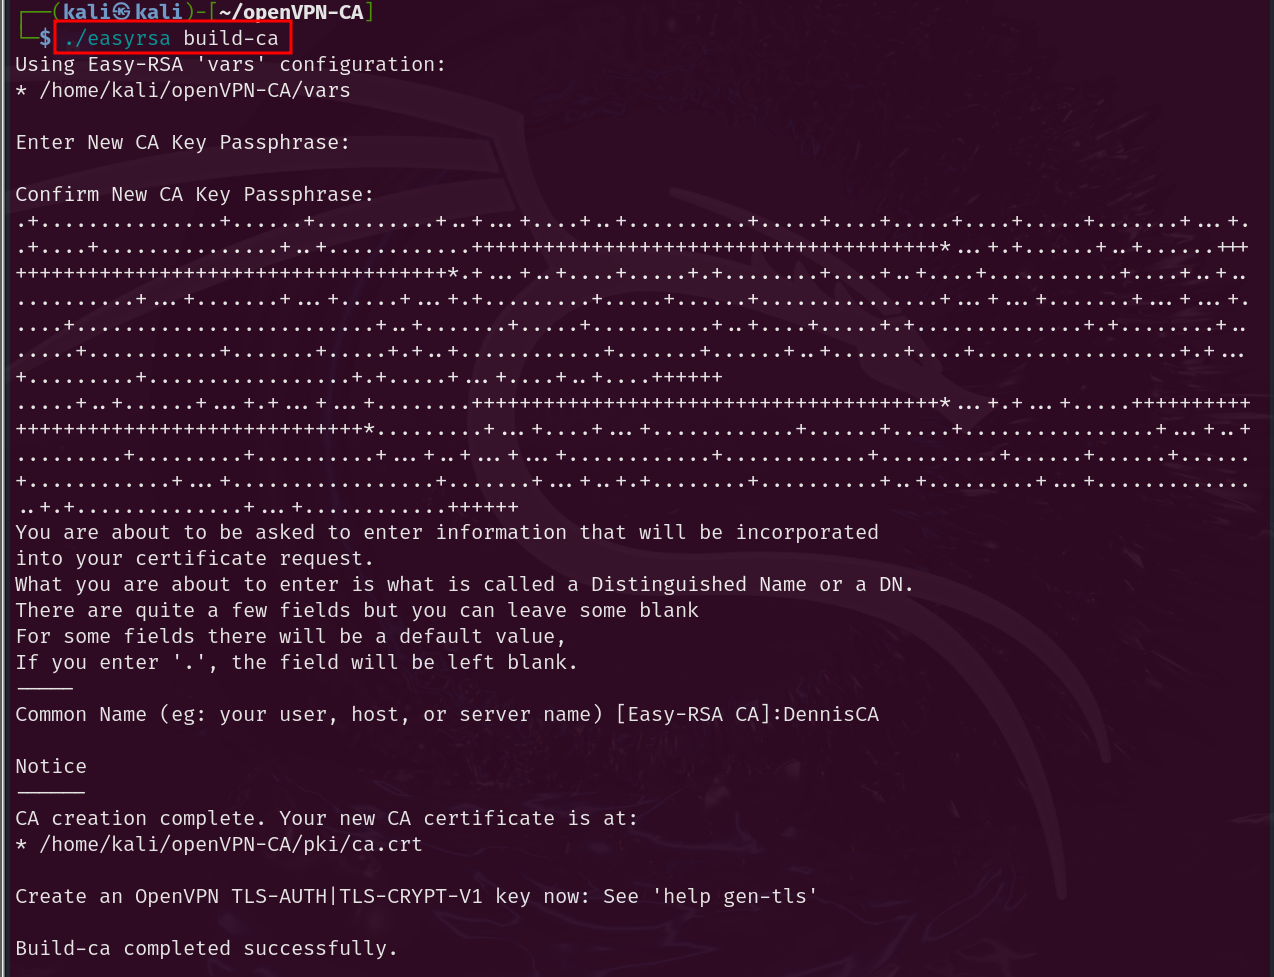 ┌──(kali㉿kali)-[~/openVPN-CA]
└─$ ./easyrsa build-ca
Using Easy-RSA 'vars' configuration:
* /home/kali/openVPN-CA/vars
Enter New CA Key Passphrase:
Confirm New CA Key Passphrase:
You are about to be asked to enter information that will be incorporated
into your certificate request.
What you are about to enter is what is called a Distinguished Name or a DN.
There are quite a few fields but you can leave some blank
For some fields there will be a default value,
If you enter '.', the field will be left blank.
-----
Common Name (eg: your user, host, or server name) [Easy-RSA CA]:DennisCA
Notice
------
CA creation complete. Your new CA certificate is at:
* /home/kali/openVPN-CA/pki/ca.crt
Create an OpenVPN TLS-AUTH|TLS-CRYPT-V1 key now: See 'help gen-tls'
Build-ca completed successfully.